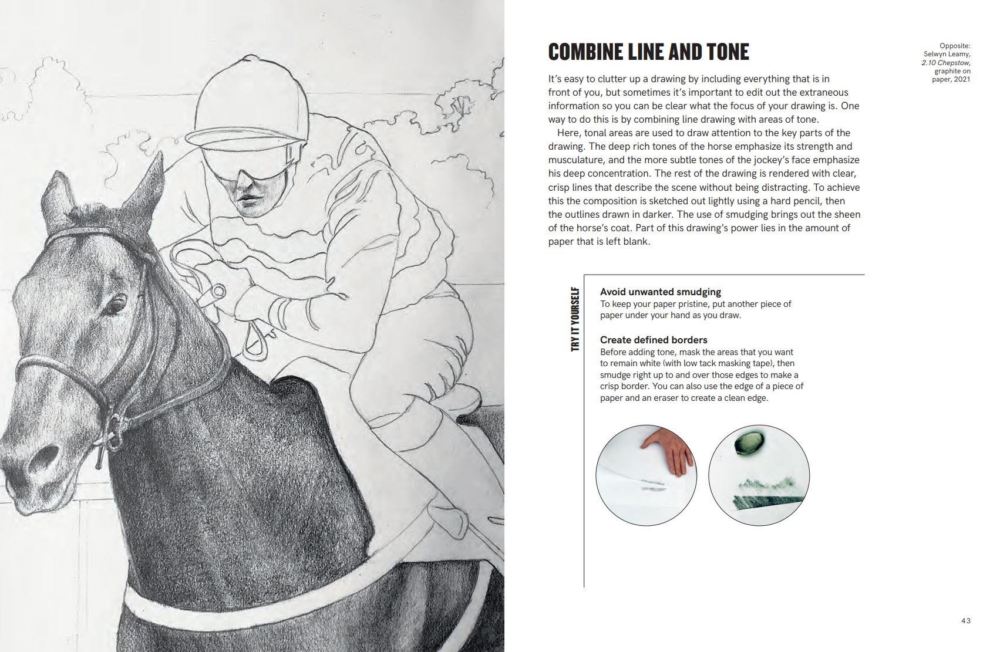 COMBINE LINE AND TONE
It's easy to clutter up a drawing by including everything that is in
front of you, but sometimes it's important to edit out the extraneous
information so you can be clear what the focus of your drawing is. One
way to do this is by combining line drawing with areas of tone.
Here, tonal areas are used to draw attention to the key parts of the
drawing. The deep rich tones of the horse emphasize its strength and
musculature, and the more subtle tones of the jockey's face emphasize
his deep concentration. The rest of the drawing is rendered with clear,
crisp lines that describe the scene without being distracting. To achieve
this the composition is sketched out lightly using a hard pencil, then
the outlines drawn in darker. The use of smudging brings out the sheen
of the horse's coat. Part of this drawing's power lies in the amount of
paper that is left blank.
Opposite:
Selwyn Leamy,
2.10 Chepstow,
graphite on
paper, 2021
TRY IT YOURSELF
Avoid unwanted smudging
To keep your paper pristine, put another piece of
paper under your hand as you draw.
Create defined borders
Before adding tone, mask the areas that you want
to remain white (with low tack masking tape), then
smudge right up to and over those edges to make a
crisp border. You can also use the edge of a piece of
paper and an eraser to create a clean edge.
43